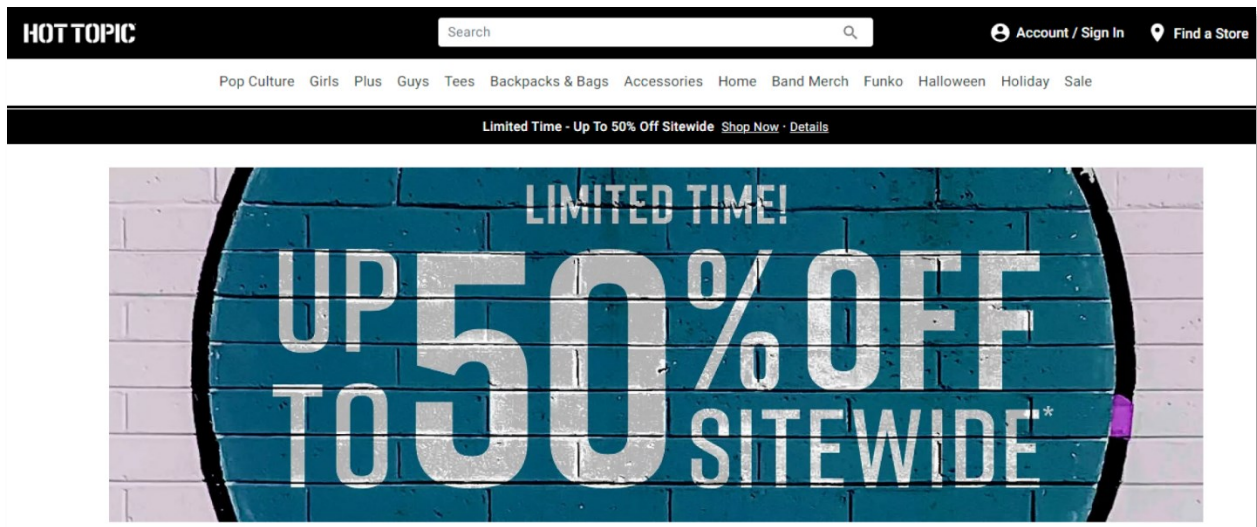 HOT TOPIC
Search
Account / Sign In
Find a Store
Pop Culture Girls Plus Guys Tees Backpacks & Bags Accessories Home Band Merch Funko Halloween Holiday Sale
Limited Time - Up To 50% Off Sitewide Shop Now · Details
LIMITED TIME!
UP TO 50% OFF
SITEWIDE*